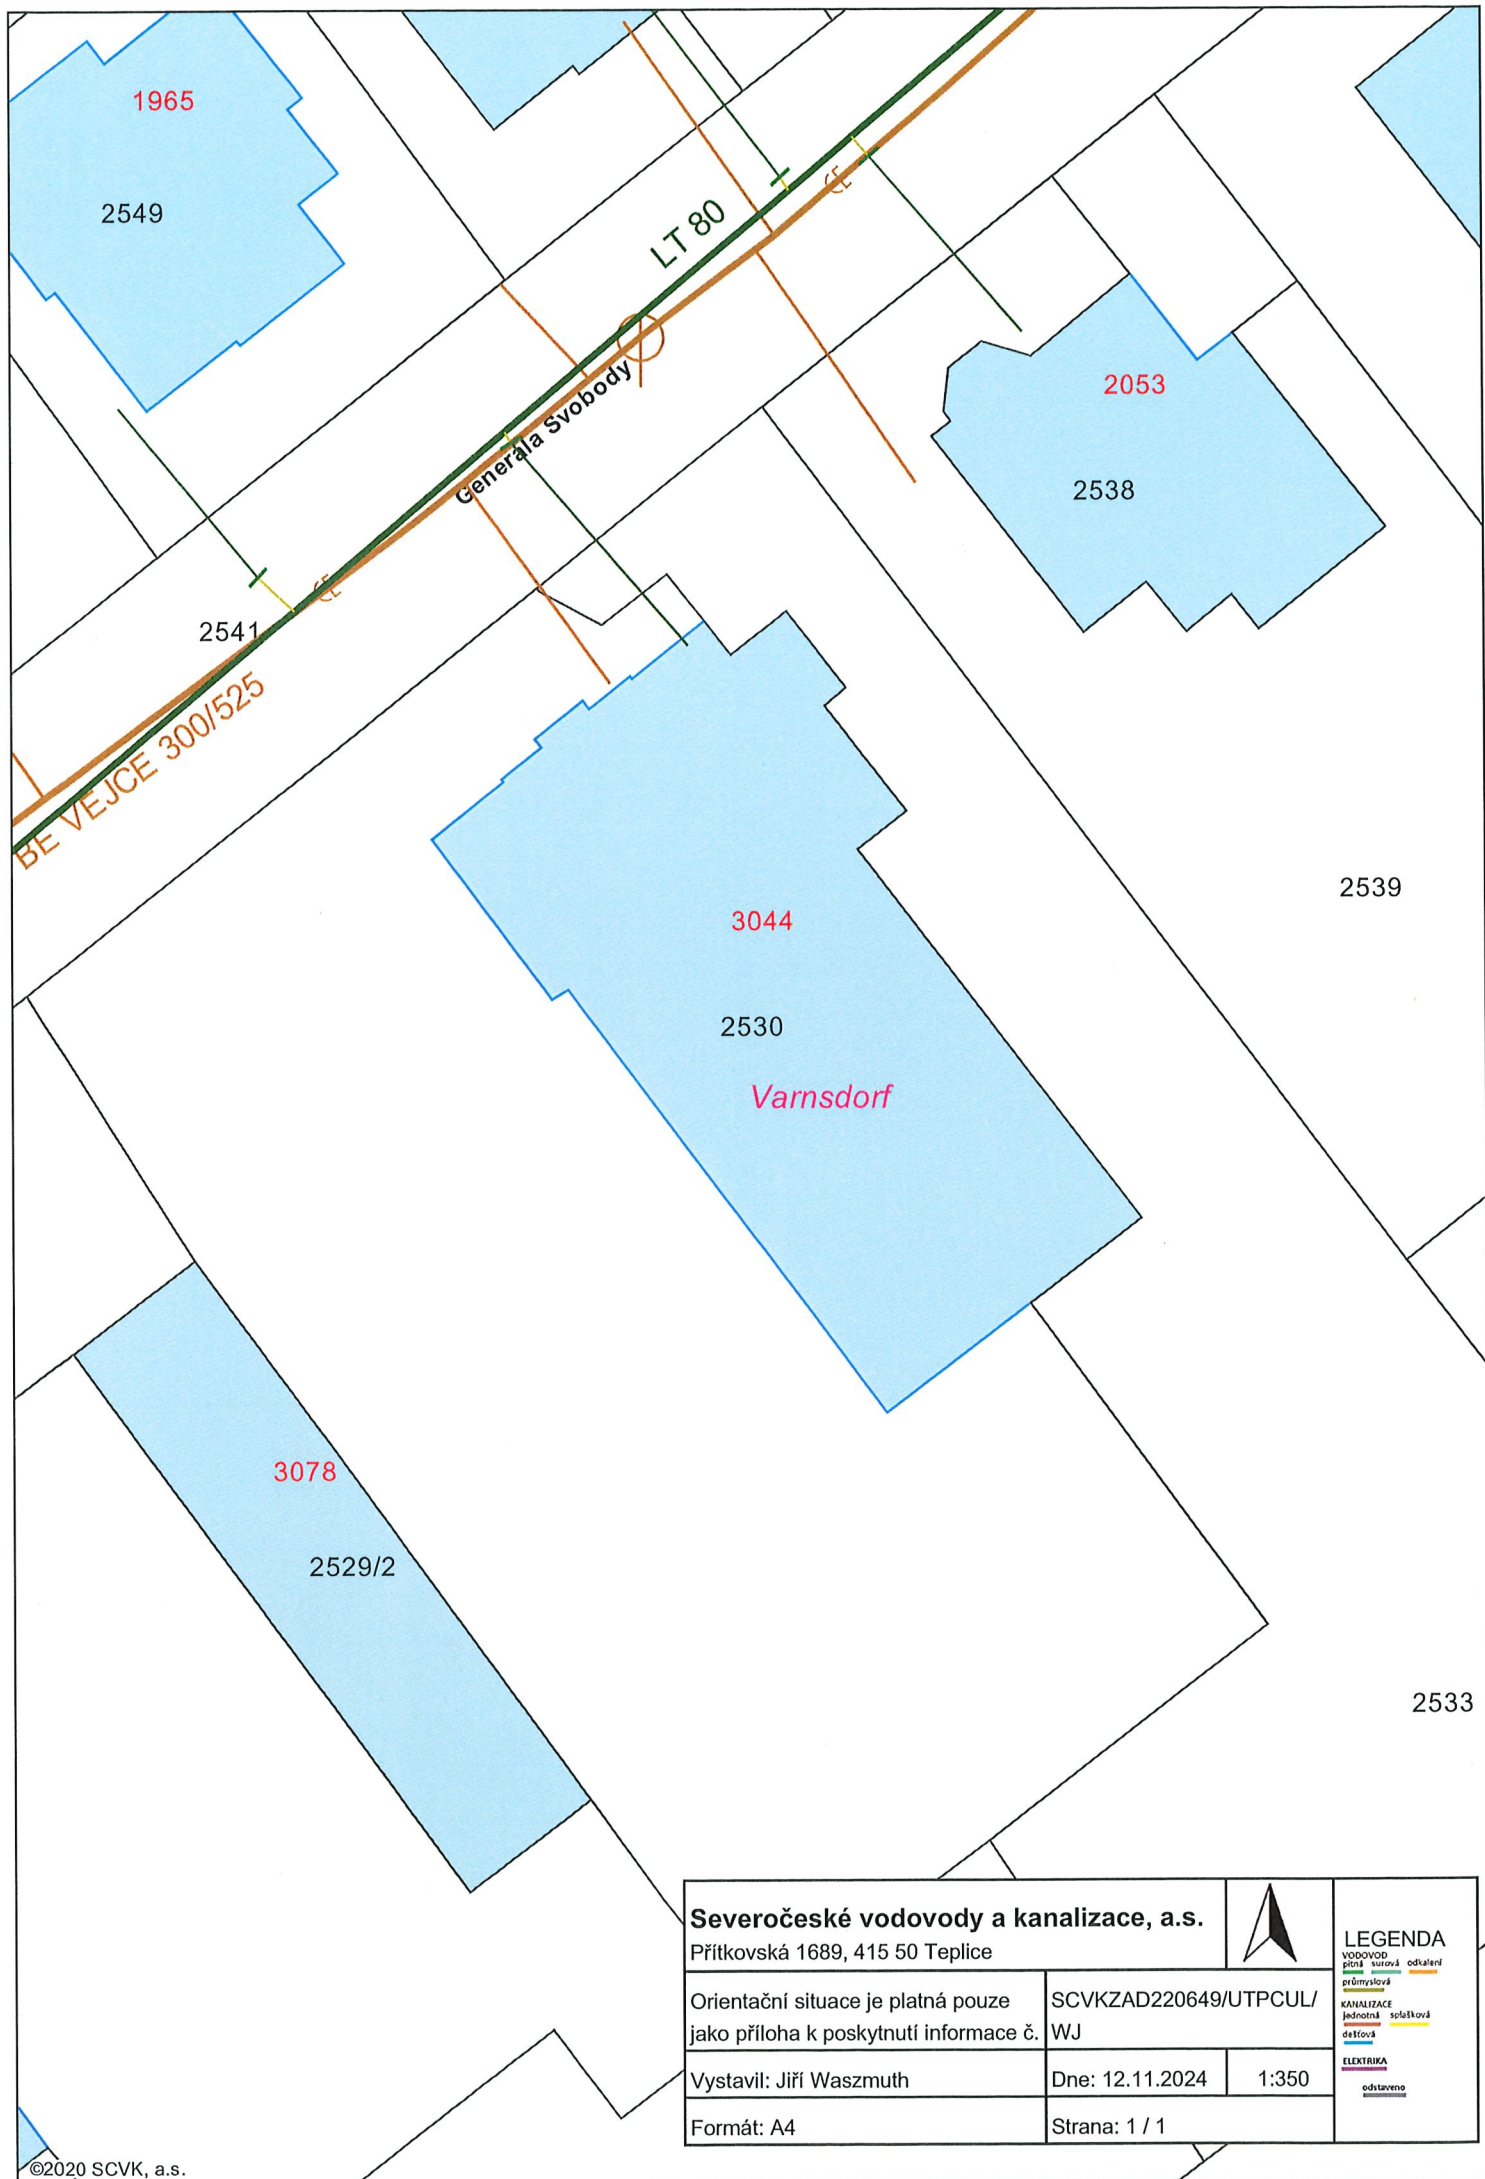 1965
2549
LT 80
Generála Svobody
2053
2538
2541
BE VEJCE 300/525
2539
3044
2530
Varnsdorf
3078
2529/2
2533
Severočeské vodovody a kanalizace, a.s.
Přítkovská 1689, 415 50 Teplice
Orientační situace je platná pouze
jako příloha k poskytnutí informace č.
SCVKZAD220649/UTPCUL/
WJ
Vystavil: Jiří Waszmuth
Dne: 12.11.2024
1:350
Formát: A4
Strana: 1 / 1
LEGENDA
VODOVOD
pitná surová odkalení
průmyslová
KANALIZACE
jednotná splašková
dešťová
ELEKTRIKA
odstaveno
©2020 SCVK, a.s.